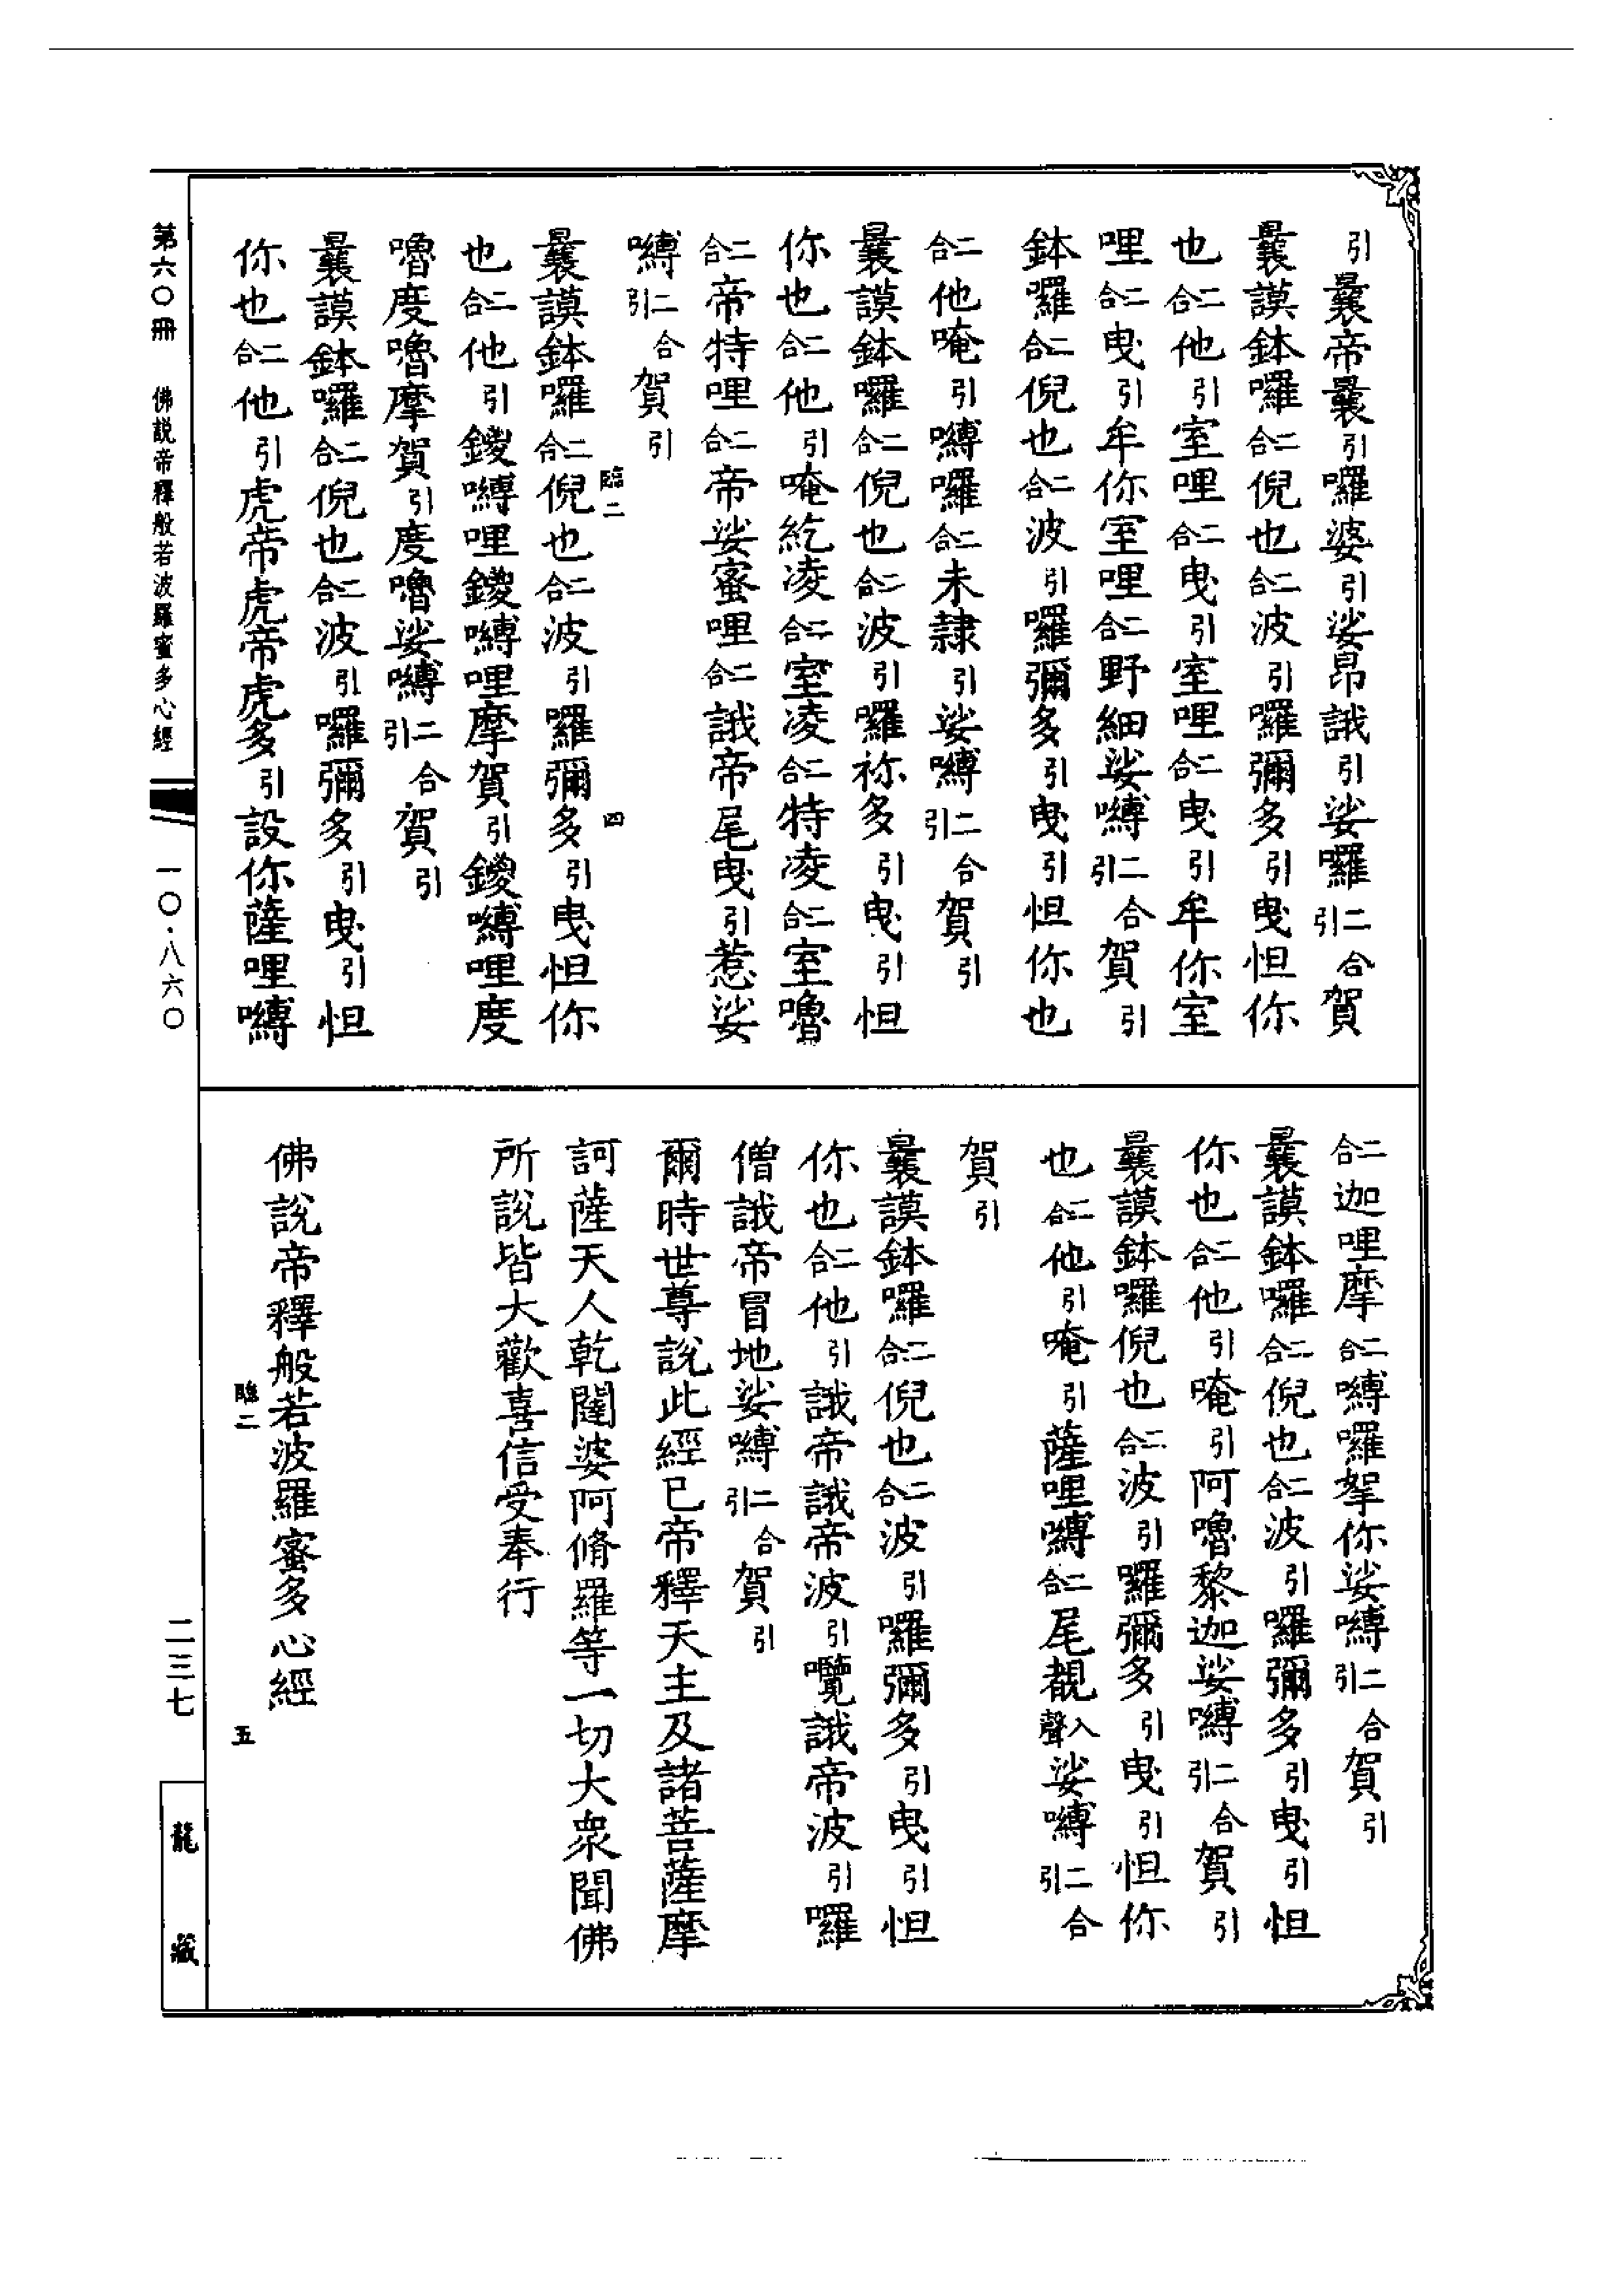 引曩帝曩引囉婆引娑昂誐引娑囉二合引賀
曩謨鉢囉二合倪也二合波引囉彌多引曳怛你
也二合他引室哩二合曳引室哩二合曳引牟你室
哩二合曳引牟你室哩二合野細娑嚩二合引賀引
鉢囉二合倪也二合波引囉彌多引曳引怛你也
二合他唵引嚩囉二合未隷引娑嚩二合引賀引
曩謨鉢囉二合倪也二合波引囉祢多引曳引怛
你也二合他引唵紇凌二合室凌二合特凌二合室嚕
二合帝特哩二合帝娑蜜哩二合誐帝尾曳引惹娑
嚩二合引賀引
臨二 四
曩謨鉢囉二合倪也二合波引囉彌多引曳怛你
也二合他引鑁嚩哩鑁嚩哩摩賀引鑁嚩哩度
嚕度嚕摩賀引度嚕娑嚩二合引賀引
曩謨鉢囉二合倪也二合波引囉彌多引曳引怛
你也二合他引虎帝虎帝虎多引設你薩哩嚩
二合迦哩摩二合嚩囉拏你娑嚩二合引賀引
曩謨鉢囉二合倪也二合波引囉彌多引曳引怛
你也二合他引唵引阿嚕黎迦娑嚩二合引賀引
曩謨鉢囉倪也二合波引囉彌多引曳引怛你
也二合他引唵引薩哩嚩二合尾覩入聲娑嚩二合引
賀引
曩謨鉢囉二合倪也二合波引囉彌多引曳引怛
你也二合他引誐帝誐帝波引囕誐帝波引囉
僧誐帝冒地娑嚩二合引賀引
爾時世尊說此經已帝釋天主及諸菩薩摩
訶薩天人乾闥婆阿脩羅等一切大衆聞佛
所說皆大歡喜信受奉行
佛說帝釋般若波羅蜜多心經
臨二 五
第六〇冊 佛説帝釋般若波羅蜜多心經 一〇·八六〇 二三七 龍藏